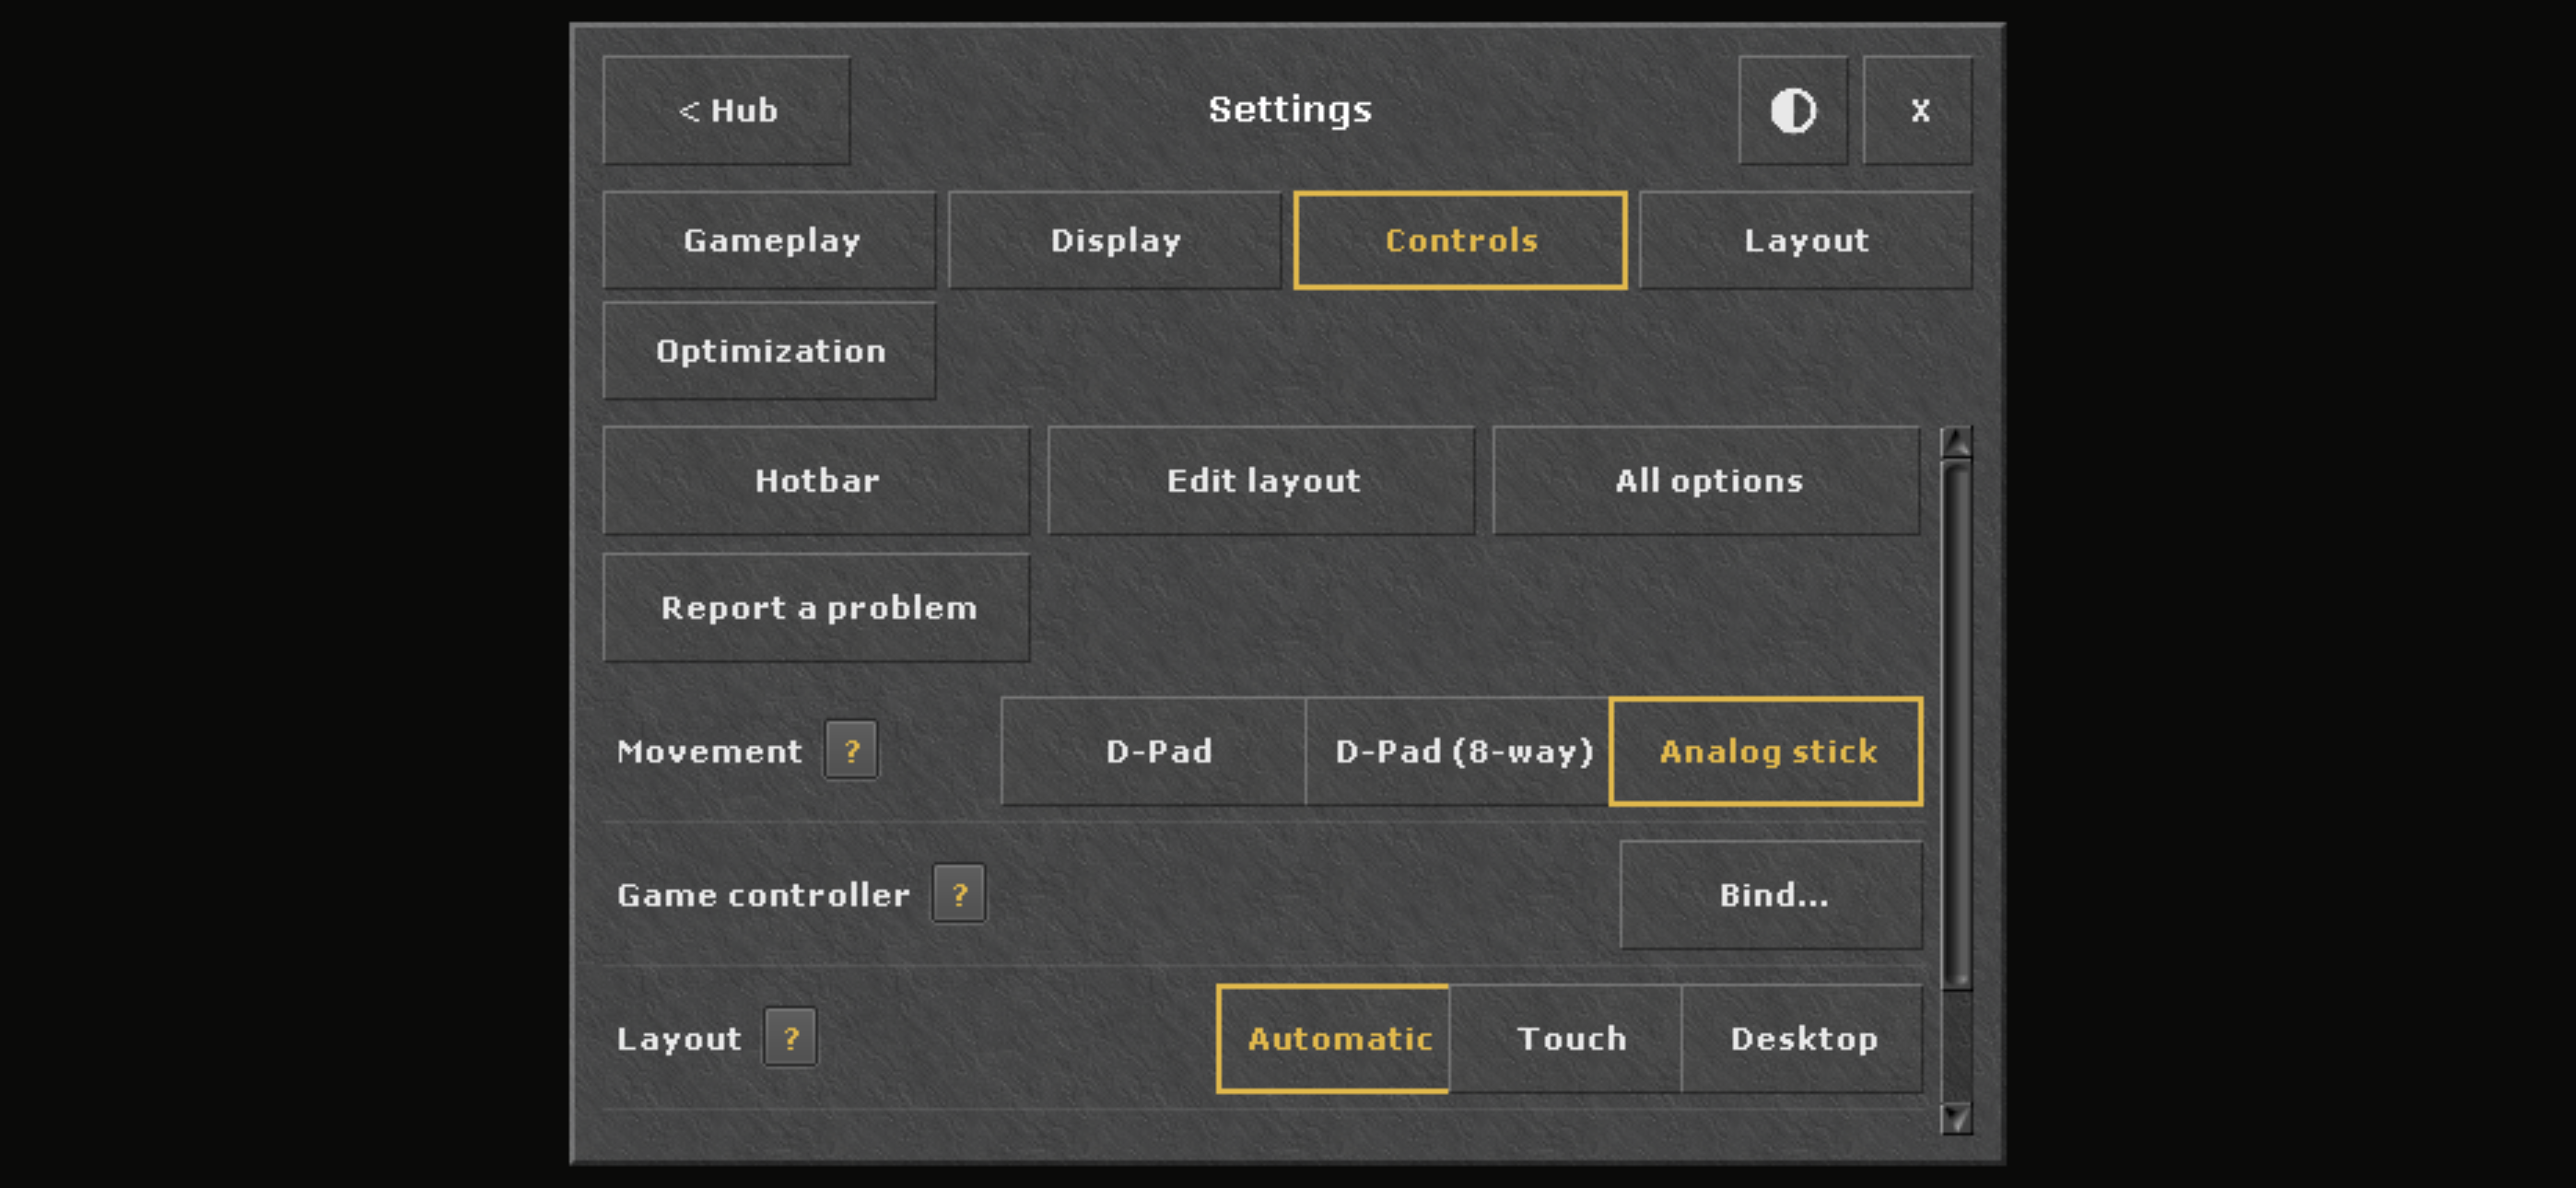 < Hub
Settings
X
Gameplay
Display
Controls
Layout
Optimization
Hotbar
Edit layout
All options
Report a problem
Movement ?
D-Pad
D-Pad (8-way)
Analog stick
Game controller ?
Bind...
Layout ?
Automatic
Touch
Desktop